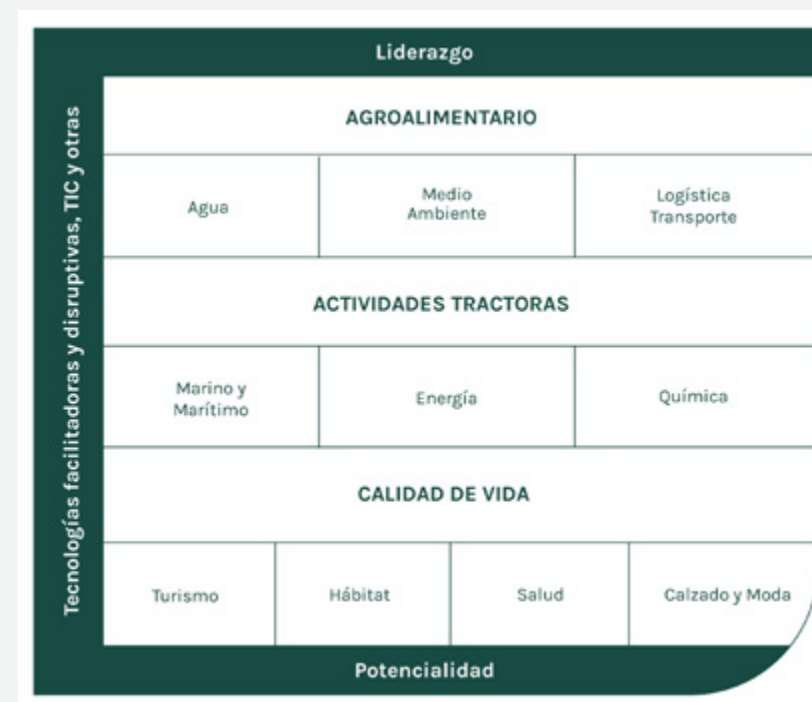 Liderazgo
Tecnologías facilitadoras y disruptivas, TIC y otras
AGROALIMENTARIO
Agua
Medio
Ambiente
Logística
Transporte
ACTIVIDADES TRACTORAS
Marino y
Marítimo
Energía
Química
CALIDAD DE VIDA
Turismo
Hábitat
Salud
Calzado y Moda
Potencialidad